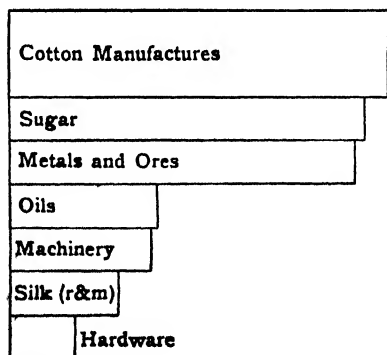 Cotton Manufactures
Sugar
Metals and Ores
Oils
Machinery
Silk (r&m)
Hardware